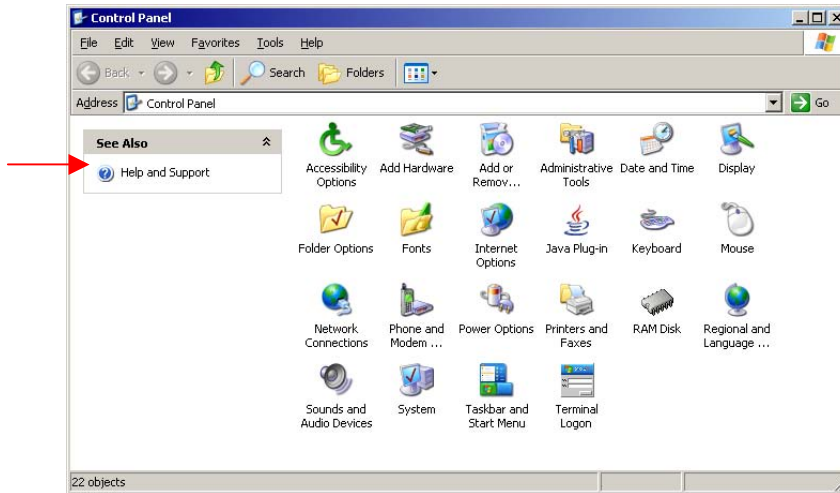 Control Panel
File Edit View Favorites Tools Help
Back Search Folders
Address Control Panel Go
See Also
Help and Support
Accessibility Options
Add Hardware
Add or Remov...
Administrative Tools
Date and Time
Display
Folder Options
Fonts
Internet Options
Java Plug-in
Keyboard
Mouse
Network Connections
Phone and Modem ...
Power Options
Printers and Faxes
RAM Disk
Regional and Language ...
Sounds and Audio Devices
System
Taskbar and Start Menu
Terminal Logon
22 objects